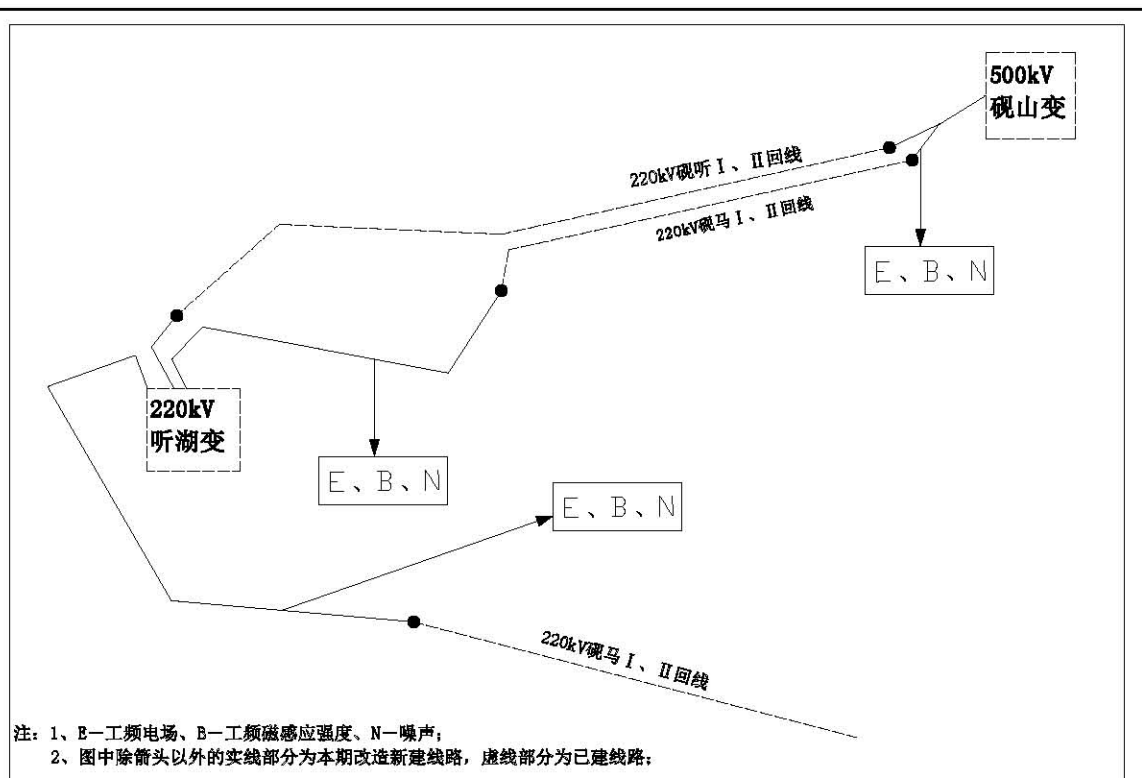 500kV
砚山变
220kV砚听Ⅰ、Ⅱ回线
220kV砚马Ⅰ、Ⅱ回线
E、B、N
220kV
听湖变
E、B、N
E、B、N
220kV砚马Ⅰ、Ⅱ回线
注：1、E—工频电场、B—工频磁感应强度、N—噪声；
2、图中除箭头以外的实线部分为本期改造新建线路，虚线部分为已建线路；